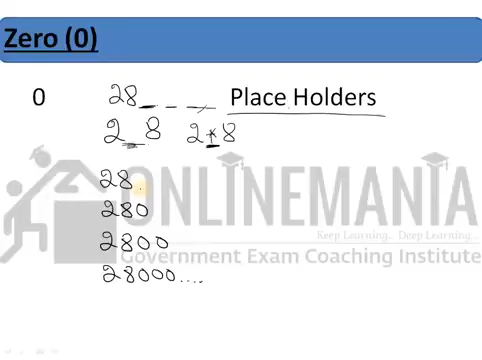 Zero (0)
0 28_ _ _ _ Place Holders
2_8 2*8
28
280
2800
28000....
ONLINEMANIA
Keep Learning... Deep Learning...
Government Exam Coaching Institute